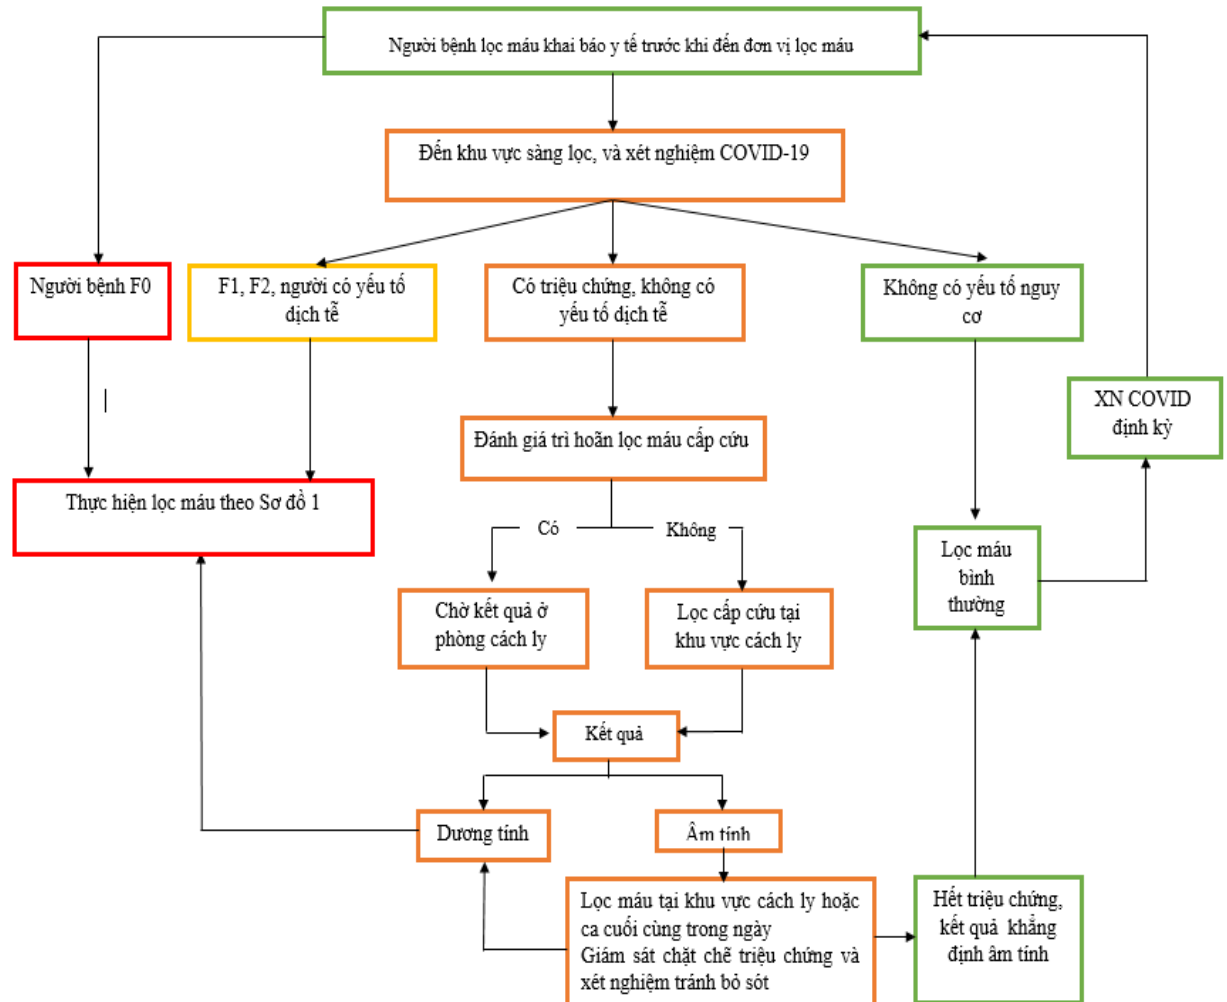 Người bệnh lọc máu khai báo y tế trước khi đến đơn vị lọc máu
Đến khu vực sàng lọc, và xét nghiệm COVID-19
Người bệnh F0
F1, F2, người có yếu tố
dịch tễ
Có triệu chứng, không có
yếu tố dịch tễ
Không có yếu tố nguy
cơ
XN COVID
định kỳ
Đánh giá trì hoãn lọc máu cấp cứu
Thực hiện lọc máu theo Sơ đồ 1
Có
Không
Lọc máu
bình
thường
Chờ kết quả ở
phòng cách ly
Lọc cấp cứu tại
khu vực cách ly
Kết quả
Dương tính
Âm tính
Lọc máu tại khu vực cách ly hoặc
ca cuối cùng trong ngày
Giám sát chặt chẽ triệu chứng và
xét nghiệm tránh bỏ sót
Hết triệu chứng,
kết quả khẳng
định âm tính